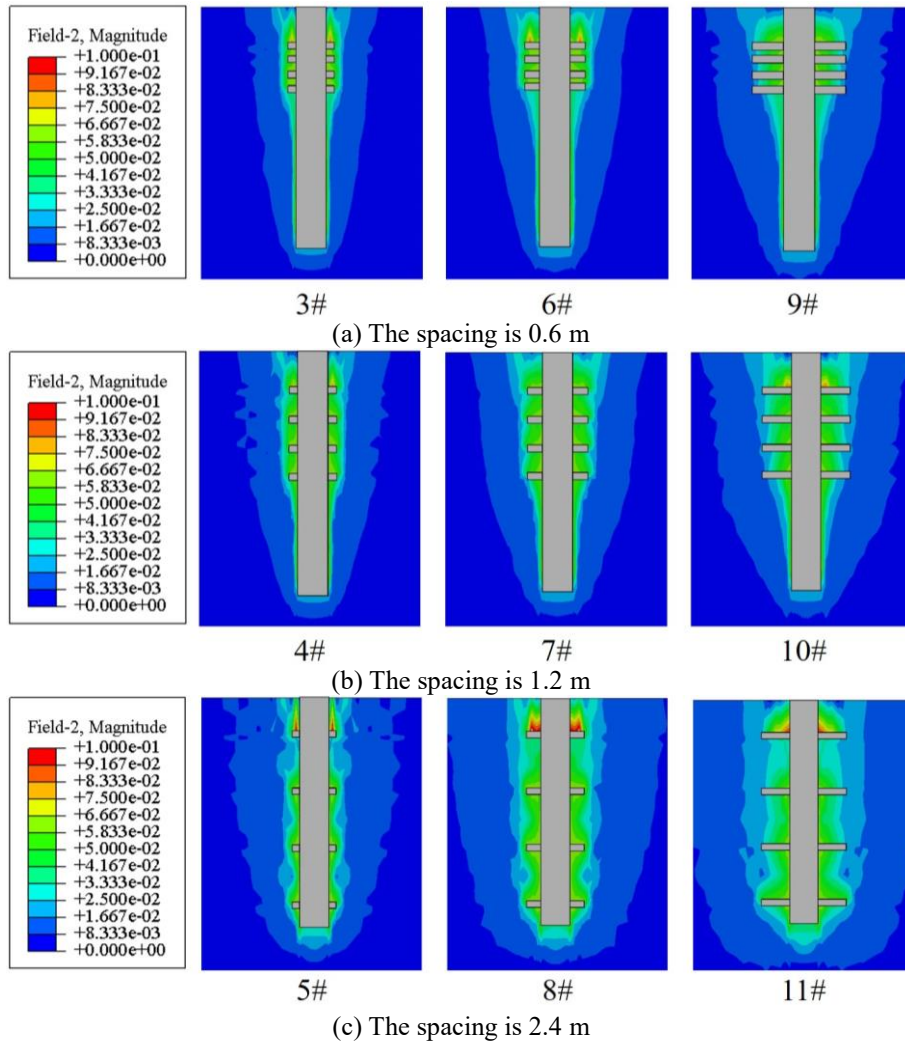 Field-2, Magnitude
+1.000e-01
+9.167e-02
+8.333e-02
+7.500e-02
+6.667e-02
+5.833e-02
+5.000e-02
+4.167e-02
+3.333e-02
+2.500e-02
+1.667e-02
+8.333e-03
+0.000e+00
3# 6# 9#
(a) The spacing is 0.6 m
Field-2, Magnitude
+1.000e-01
+9.167e-02
+8.333e-02
+7.500e-02
+6.667e-02
+5.833e-02
+5.000e-02
+4.167e-02
+3.333e-02
+2.500e-02
+1.667e-02
+8.333e-03
+0.000e+00
4# 7# 10#
(b) The spacing is 1.2 m
Field-2, Magnitude
+1.000e-01
+9.167e-02
+8.333e-02
+7.500e-02
+6.667e-02
+5.833e-02
+5.000e-02
+4.167e-02
+3.333e-02
+2.500e-02
+1.667e-02
+8.333e-03
+0.000e+00
5# 8# 11#
(c) The spacing is 2.4 m